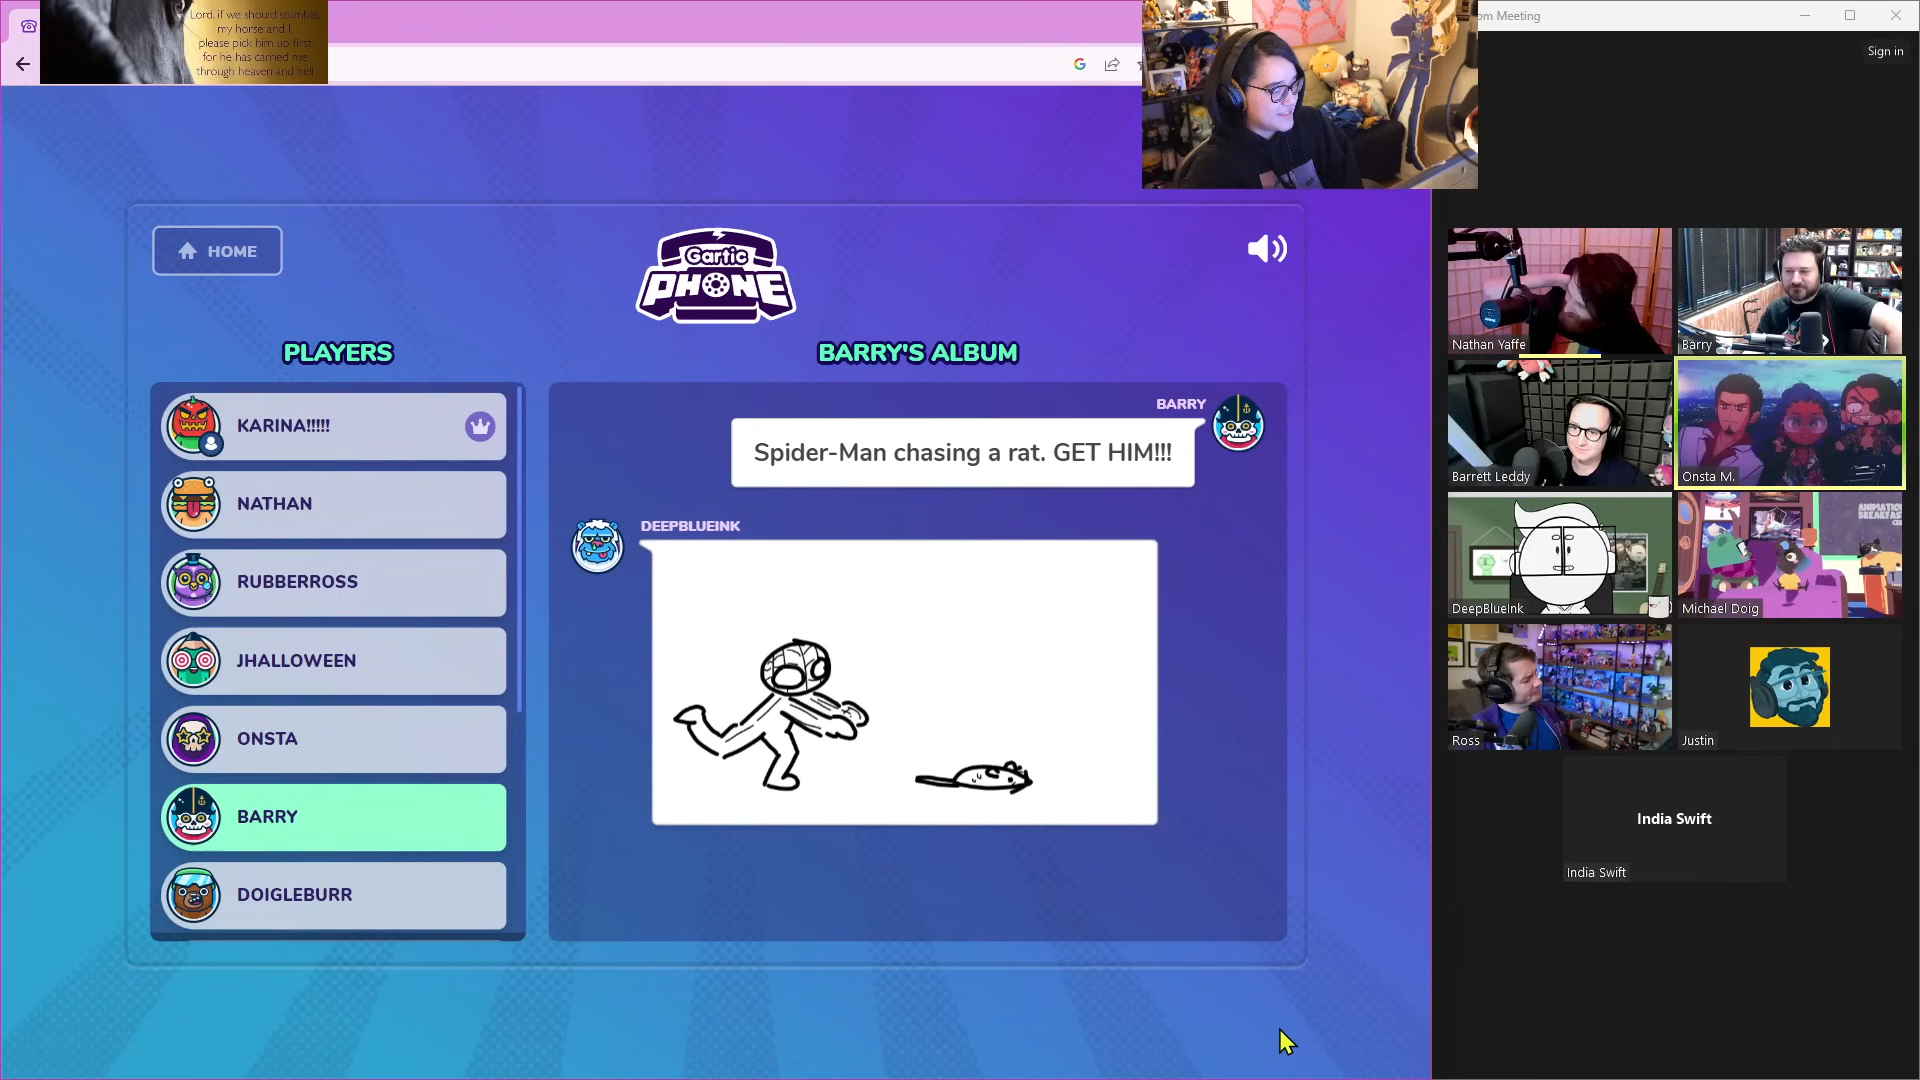 Lord, if we should stumble,
my horse and I,
please pick him up first
for he has carried me
through heaven and hell
om Meeting
Sign in
HOME
Gartic
PHONE
PLAYERS
BARRY'S ALBUM
KARINA!!!!!
NATHAN
RUBBERROSS
JHALLOWEEN
ONSTA
BARRY
DOIGLEBURR
BARRY
Spider-Man chasing a rat. GET HIM!!!
DEEPBLUEINK
Nathan Yaffe
Barry
Barrett Leddy
Onsta M.
DeepBlueInk
ANIMATION
BREAKFAST
Michael Doig
Ross
Justin
India Swift
India Swift